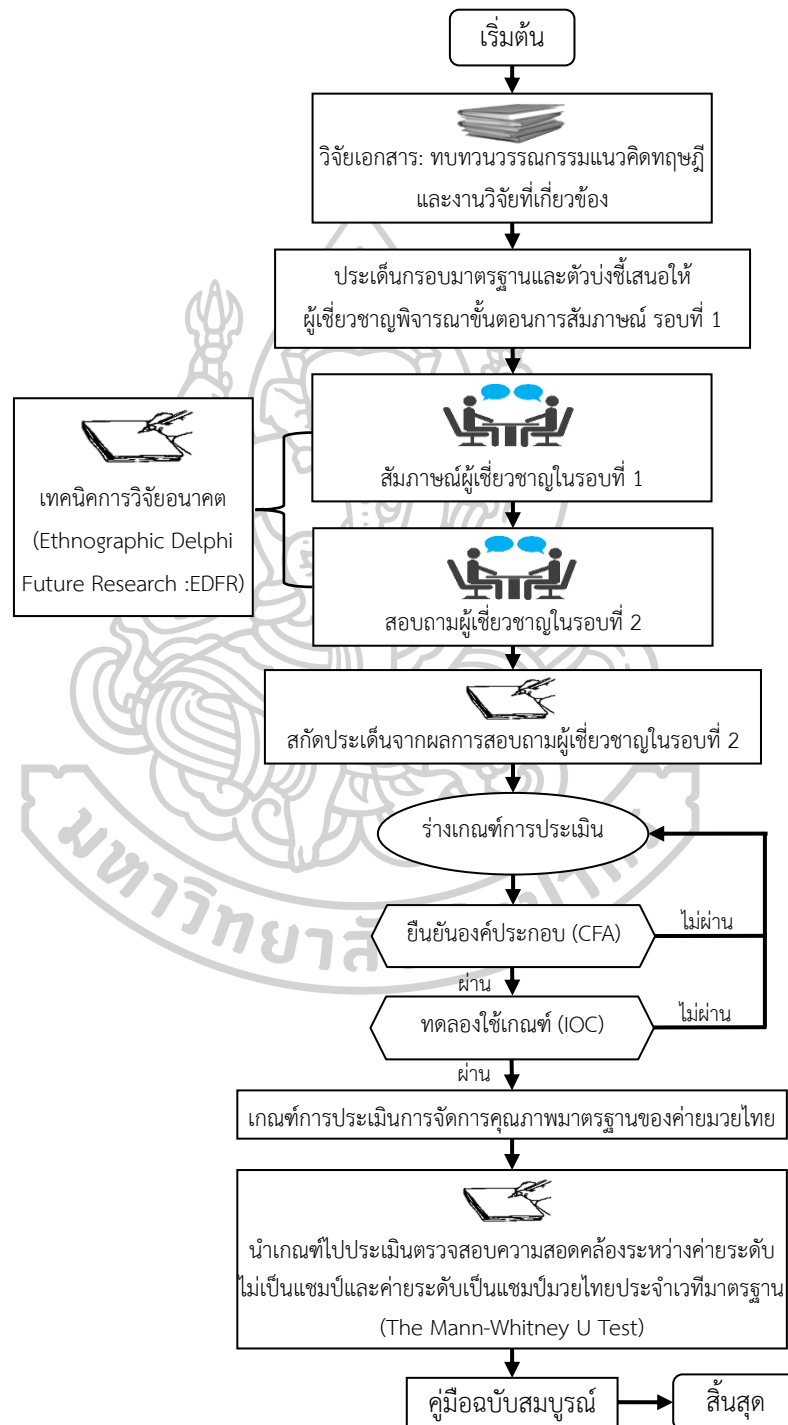 เริ่มต้น
วิจัยเอกสาร: ทบทวนวรรณกรรมแนวคิดทฤษฎี
และงานวิจัยที่เกี่ยวข้อง
ประเด็นกรอบมาตรฐานและตัวบ่งชี้เสนอให้
ผู้เชี่ยวชาญพิจารณาขั้นตอนการสัมภาษณ์ รอบที่ 1
สัมภาษณ์ผู้เชี่ยวชาญในรอบที่ 1
เทคนิคการวิจัยอนาคต
(Ethnographic Delphi
Future Research :EDFR)
สอบถามผู้เชี่ยวชาญในรอบที่ 2
สกัดประเด็นจากผลการสอบถามผู้เชี่ยวชาญในรอบที่ 2
ร่างเกณฑ์การประเมิน
ยืนยันองค์ประกอบ (CFA)
ไม่ผ่าน
ผ่าน
ทดลองใช้เกณฑ์ (IOC)
ไม่ผ่าน
ผ่าน
เกณฑ์การประเมินการจัดการคุณภาพมาตรฐานของค่ายมวยไทย
นำเกณฑ์ไปประเมินตรวจสอบความสอดคล้องระหว่างค่ายระดับ
ไม่เป็นแชมป์และค่ายระดับเป็นแชมป์มวยไทยประจำเวทีมาตรฐาน
(The Mann-Whitney U Test)
คู่มือฉบับสมบูรณ์
สิ้นสุด